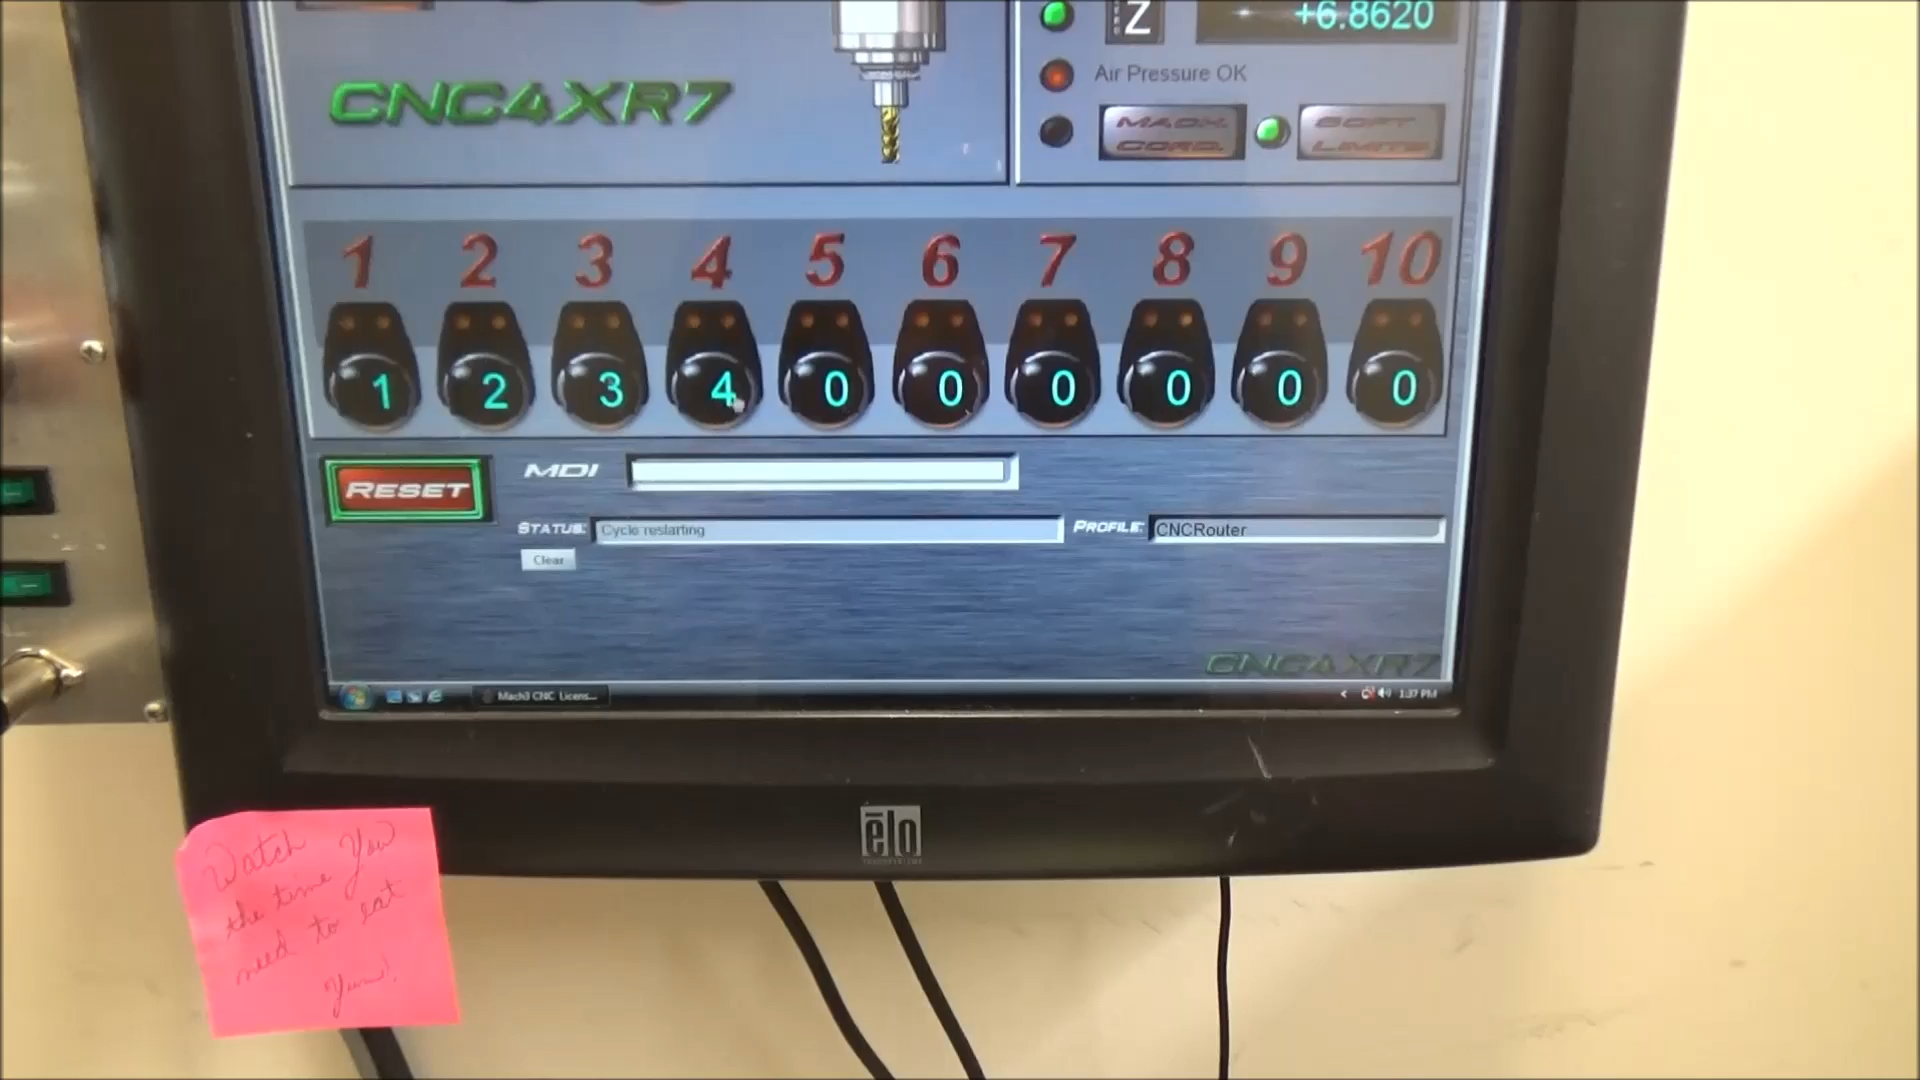 Z +6.8620
Air Pressure OK
CNC4XR7
MACH. CORD.
SOFT LIMITS
1 2 3 4 5 6 7 8 9 10
1 2 3 4 0 0 0 0 0 0
RESET
MDI
STATUS: Cycle restarting
PROFILE: CNCRouter
Clear
CNC4XR7
Mach3 CNC Licens...
1:37 PM
elo
Watch
the time You
need to eat
Yum!